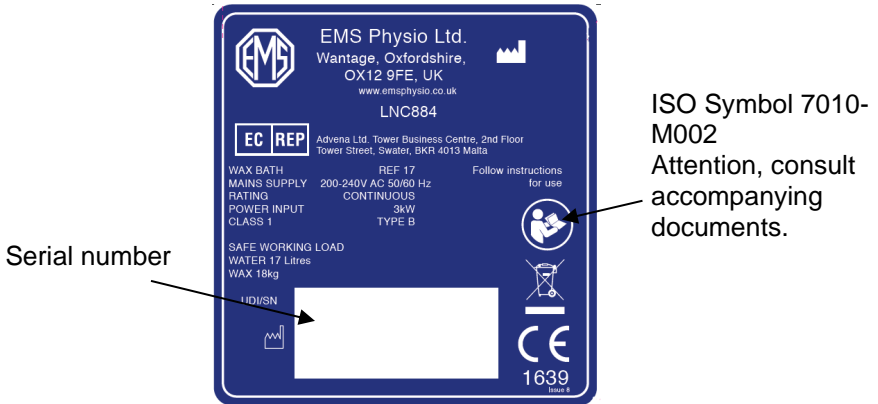 EMS
EMS Physio Ltd.
Wantage, Oxfordshire,
OX12 9FE, UK
www.emsphysio.co.uk
LNC884
EC REP
Advena Ltd. Tower Business Centre, 2nd Floor
Tower Street, Swater, BKR 4013 Malta
WAX BATH REF 17
MAINS SUPPLY 200-240V AC 50/60 Hz
RATING CONTINUOUS
POWER INPUT 3kW
CLASS 1 TYPE B
Follow instructions
for use
SAFE WORKING LOAD
WATER 17 Litres
WAX 18kg
UDI/SN
CE
1639
Issue 8
Serial number
ISO Symbol 7010-
M002
Attention, consult
accompanying
documents.